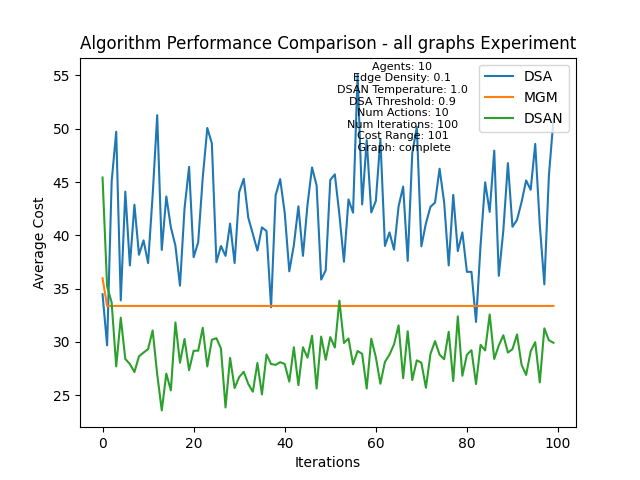 Algorithm Performance Comparison - all graphs Experiment
Agents: 10
Edge Density: 0.1
DSAN Temperature: 1.0
DSA Threshold: 0.9
Num Actions: 10
Num Iterations: 100
Cost Range: 101
Graph: complete
DSA
MGM
DSAN
Average Cost
55
50
45
40
35
30
25
0 20 40 60 80 100
Iterations